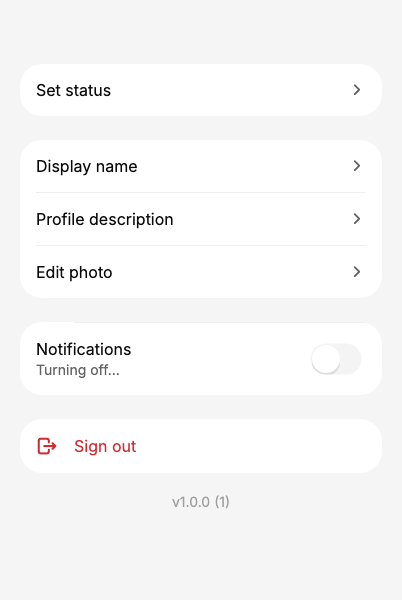 Set status
Display name
Profile description
Edit photo
Notifications
Turning off...
Sign out
v1.0.0 (1)